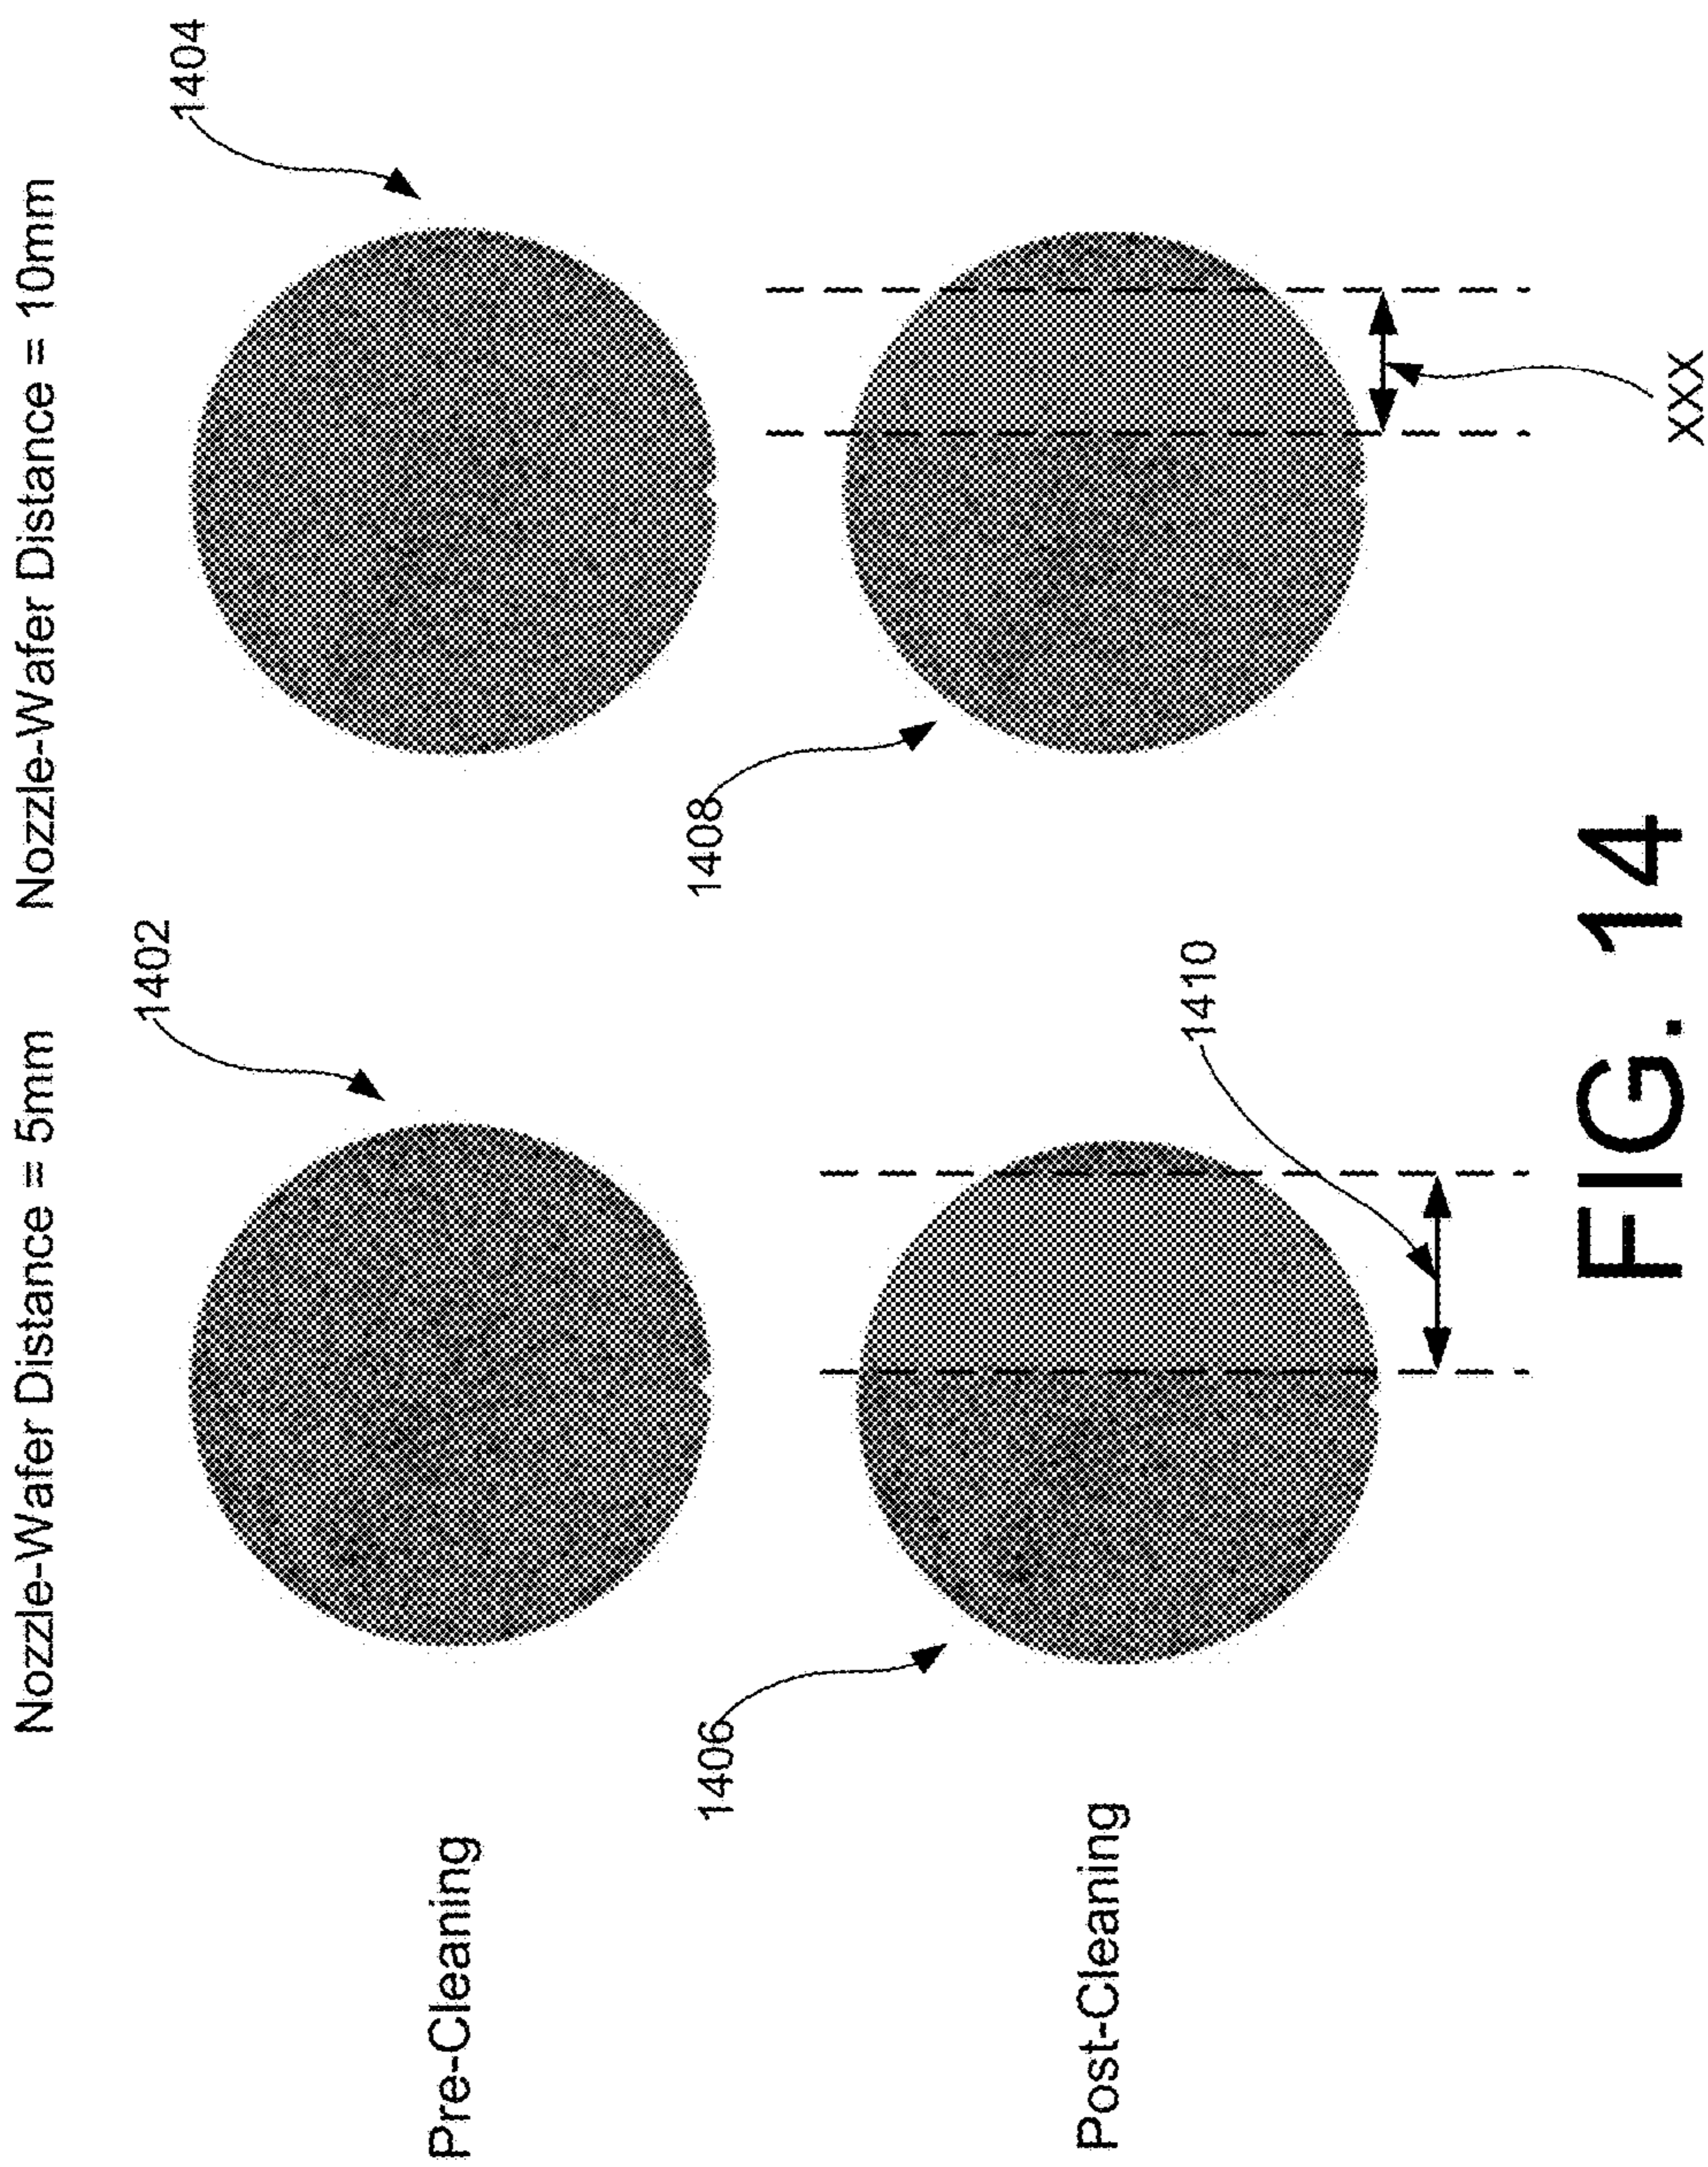 Nozzle-Wafer Distance = 5mm
Nozzle-Wafer Distance = 10mm
1402
1404
Pre-Cleaning
1406
1408
Post-Cleaning
1410
XXX
FIG. 14